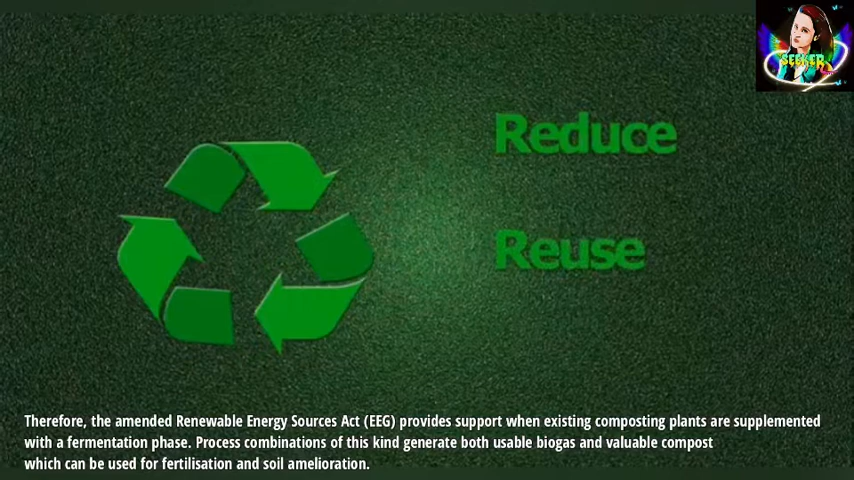 SEEKER
Reduce
Reuse
Therefore, the amended Renewable Energy Sources Act (EEG) provides support when existing composting plants are supplemented
with a fermentation phase. Process combinations of this kind generate both usable biogas and valuable compost
which can be used for fertilisation and soil amelioration.